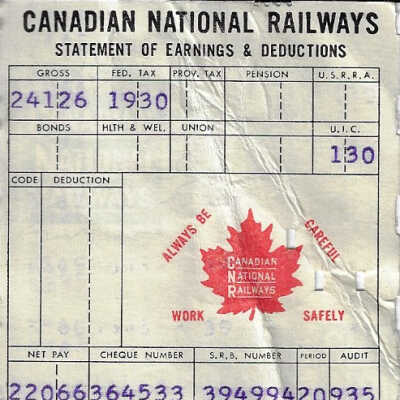 CANADIAN NATIONAL RAILWAYS
STATEMENT OF EARNINGS & DEDUCTIONS
GROSS FED. TAX PROV. TAX PENSION U.S.R.R.A.
24126 1930
BONDS HLTH & WEL. UNION U.I.C.
130
CODE DEDUCTION
ALWAYS BE CAREFUL
CANADIAN
NATIONAL
RAILWAYS
WORK SAFELY
NET PAY CHEQUE NUMBER S.R.B. NUMBER PERIOD AUDIT
22066 364533 394994 20 935